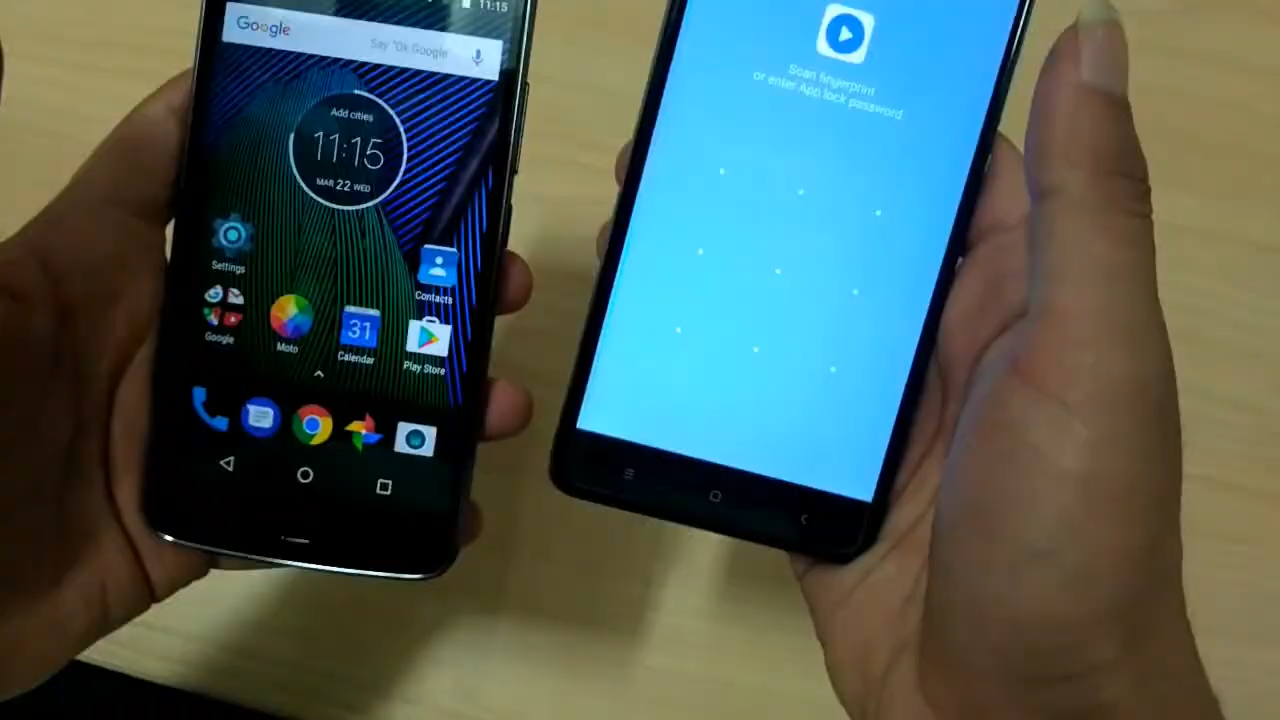 11:15
Google
Say "Ok Google
Add cities
11:15
MAR 22 WED
Settings
Contacts
Google
Moto
31
Calendar
Play Store
Scan fingerprint
or enter App lock password